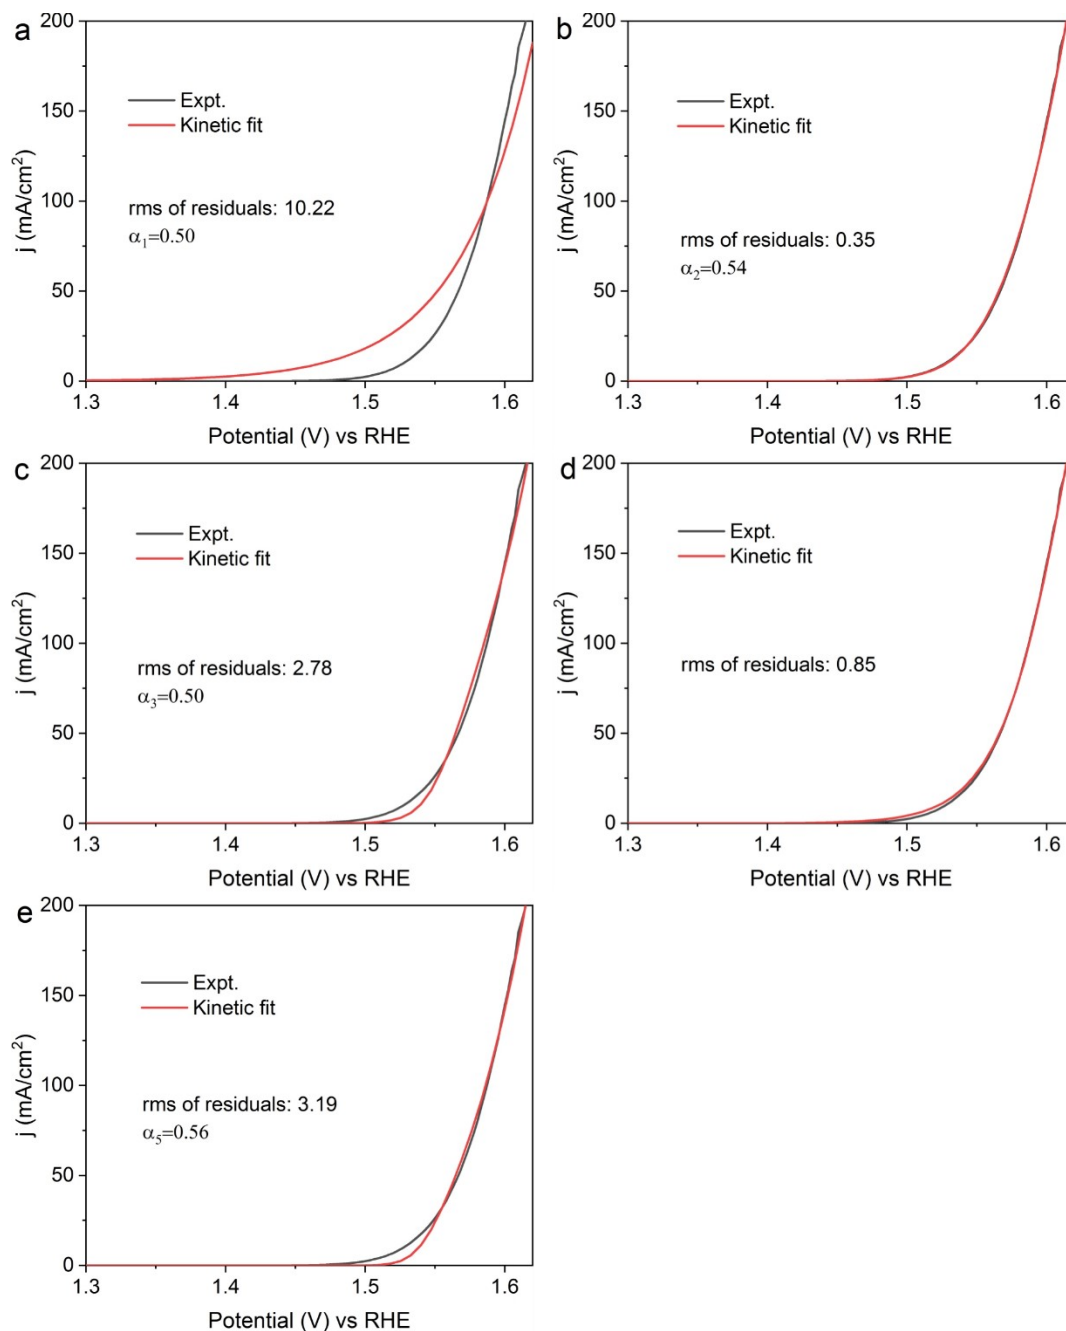 a
200
150
100
50
0
j (mA/cm²)
Expt.
Kinetic fit
rms of residuals: 10.22
α₁=0.50
1.3 1.4 1.5 1.6
Potential (V) vs RHE
b
200
150
100
50
0
j (mA/cm²)
Expt.
Kinetic fit
rms of residuals: 0.35
α₂=0.54
1.3 1.4 1.5 1.6
Potential (V) vs RHE
c
200
150
100
50
0
j (mA/cm²)
Expt.
Kinetic fit
rms of residuals: 2.78
α₃=0.50
1.3 1.4 1.5 1.6
Potential (V) vs RHE
d
200
150
100
50
0
j (mA/cm²)
Expt.
Kinetic fit
rms of residuals: 0.85
1.3 1.4 1.5 1.6
Potential (V) vs RHE
e
200
150
100
50
0
j (mA/cm²)
Expt.
Kinetic fit
rms of residuals: 3.19
α₅=0.56
1.3 1.4 1.5 1.6
Potential (V) vs RHE